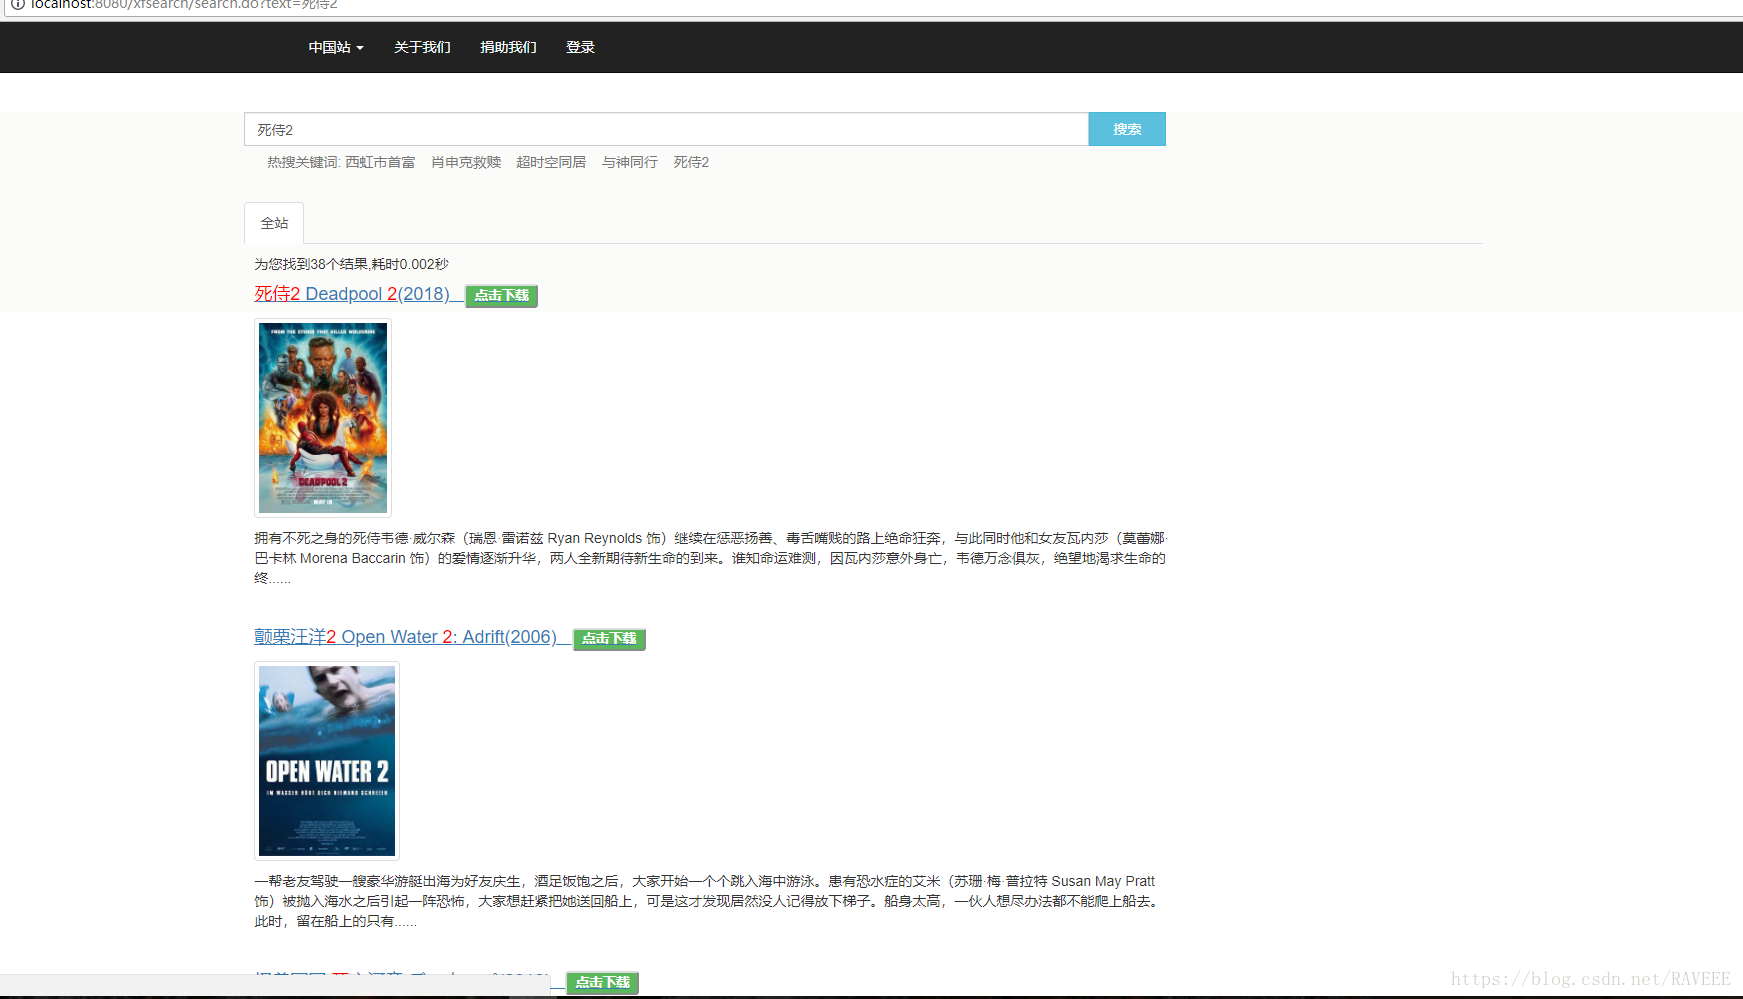 localhost:8080/xfsearch/search.do?text=死侍2
中国站 关于我们 捐助我们 登录
死侍2 搜索
热搜关键词: 西虹市首富 肖申克救赎 超时空同居 与神同行 死侍2
全站
为您找到38个结果,耗时0.002秒
死侍2 Deadpool 2(2018) 点击下载
FROM THE STUDIO THAT KILLED WOLVERINE
DEADPOOL 2
MAY 18
拥有不死之身的死侍韦德·威尔森（瑞恩·雷诺兹 Ryan Reynolds 饰）继续在惩恶扬善、毒舌嘴贱的路上绝命狂奔，与此同时他和女友瓦内莎（莫蕾娜·
巴卡林 Morena Baccarin 饰）的爱情逐渐升华，两人全新期待新生命的到来。谁知命运难测，因瓦内莎意外身亡，韦德万念俱灰，绝望地渴求生命的
终......
颤栗汪洋2 Open Water 2: Adrift(2006) 点击下载
OPEN WATER 2
IM WASSER HÖRT DICH NIEMAND SCHREIEN
一帮老友驾驶一艘豪华游艇出海为好友庆生，酒足饭饱之后，大家开始一个个跳入海中游泳。患有恐水症的艾米（苏珊·梅·普拉特 Susan May Pratt
饰）被抛入海水之后引起一阵恐怖，大家想赶紧把她送回船上，可是这才发现居然没人记得放下梯子。船身太高，一伙人想尽办法都不能爬上船去。
此时，留在船上的只有......
点击下载
https://blog.csdn.net/RAVEEE